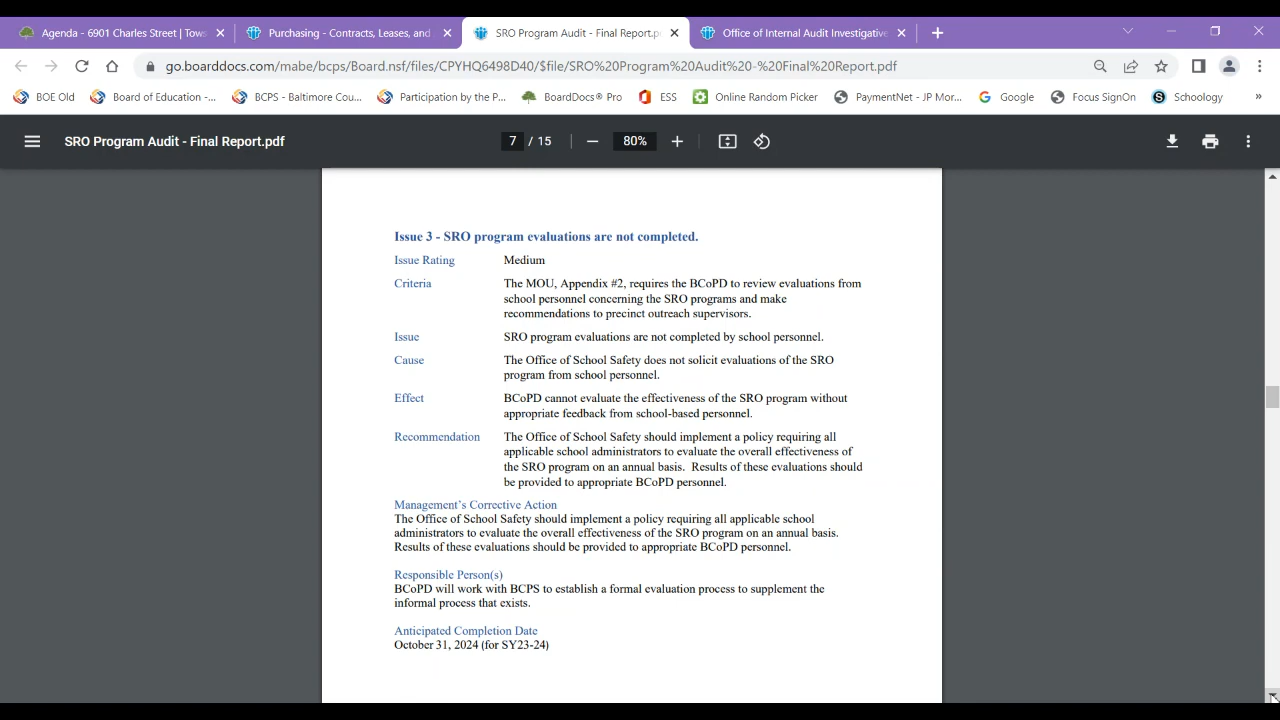 Agenda - 6901 Charles Street | Tows
Purchasing - Contracts, Leases, and
SRO Program Audit - Final Report.p
Office of Internal Audit Investigative
go.boarddocs.com/mabe/bcps/Board.nsf/files/CPYHQ6498D40/$file/SRO%20Program%20Audit%20-%20Final%20Report.pdf
BOE Old
Board of Education -...
BCPS - Baltimore Cou...
Participation by the P...
BoardDocs® Pro
ESS
Online Random Picker
PaymentNet - JP Mor...
Google
Focus SignOn
Schoology
»
SRO Program Audit - Final Report.pdf
7 / 15
80%
Issue 3 - SRO program evaluations are not completed.
Issue Rating Medium
Criteria The MOU, Appendix #2, requires the BCoPD to review evaluations from
school personnel concerning the SRO programs and make
recommendations to precinct outreach supervisors.
Issue SRO program evaluations are not completed by school personnel.
Cause The Office of School Safety does not solicit evaluations of the SRO
program from school personnel.
Effect BCoPD cannot evaluate the effectiveness of the SRO program without
appropriate feedback from school-based personnel.
Recommendation The Office of School Safety should implement a policy requiring all
applicable school administrators to evaluate the overall effectiveness of
the SRO program on an annual basis. Results of these evaluations should
be provided to appropriate BCoPD personnel.
Management's Corrective Action
The Office of School Safety should implement a policy requiring all applicable school
administrators to evaluate the overall effectiveness of the SRO program on an annual basis.
Results of these evaluations should be provided to appropriate BCoPD personnel.
Responsible Person(s)
BCoPD will work with BCPS to establish a formal evaluation process to supplement the
informal process that exists.
Anticipated Completion Date
October 31, 2024 (for SY23-24)